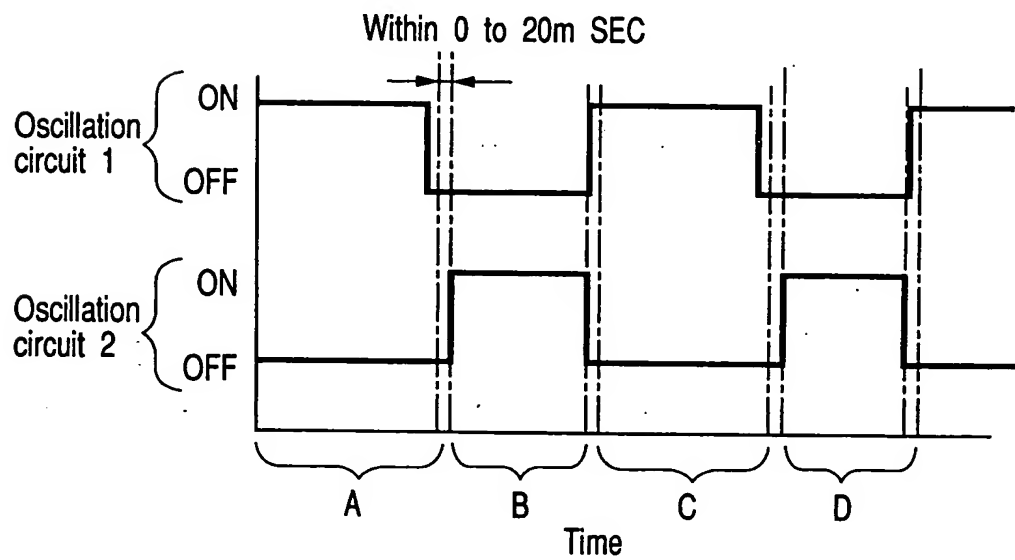 Within 0 to 20m SEC
Oscillation
circuit 1
ON
OFF
Oscillation
circuit 2
ON
OFF
A
B
C
D
Time